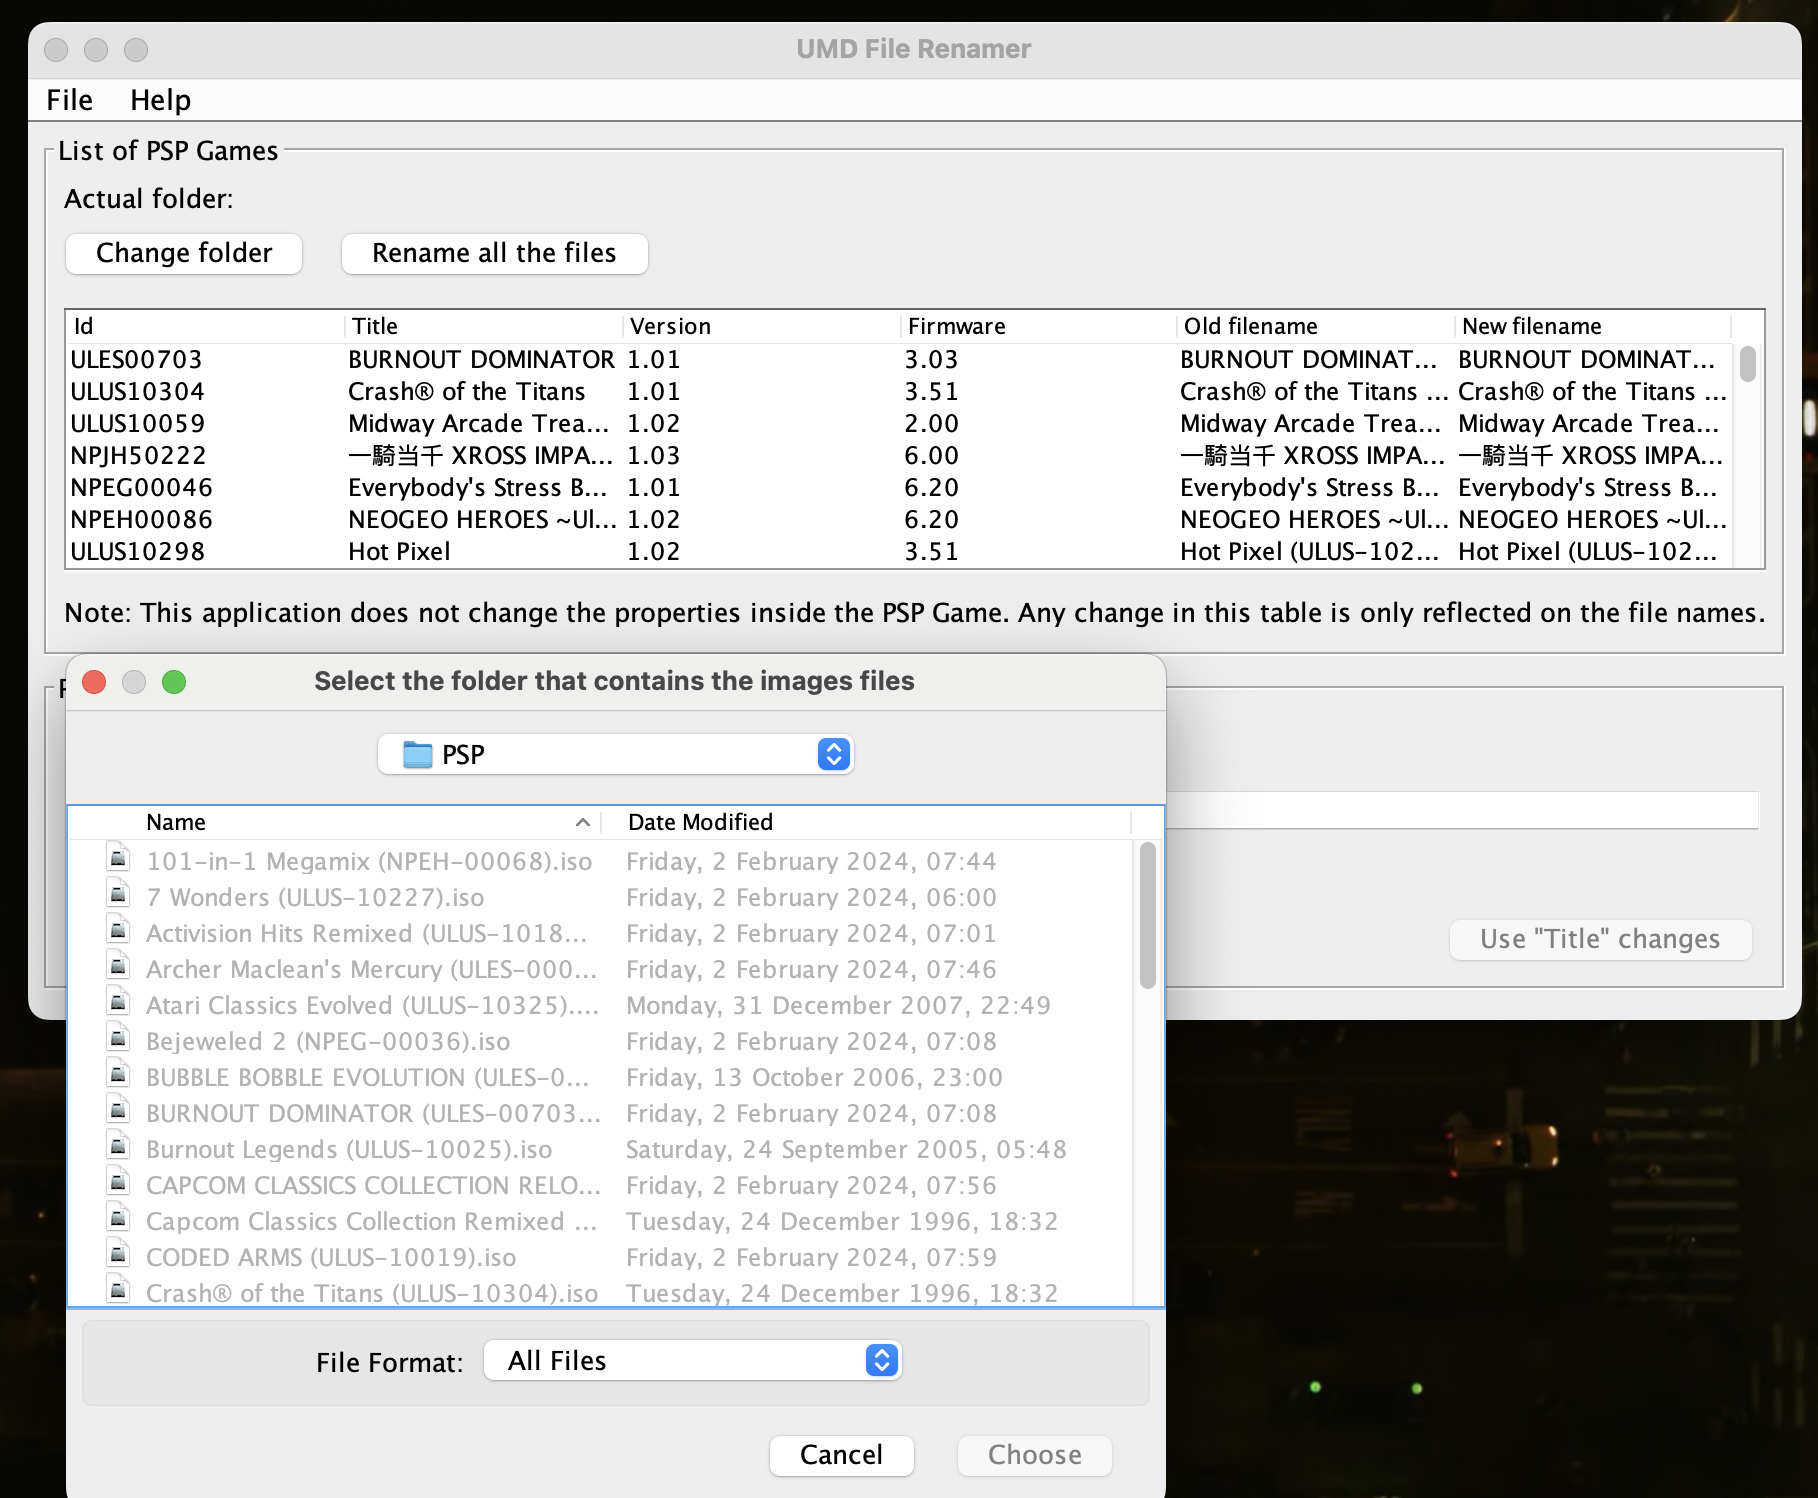 UMD File Renamer
File Help
List of PSP Games
Actual folder:
Change folder Rename all the files
Id Title Version Firmware Old filename New filename
ULES00703 BURNOUT DOMINATOR 1.01 3.03 BURNOUT DOMINAT... BURNOUT DOMINAT...
ULUS10304 Crash® of the Titans 1.01 3.51 Crash® of the Titans ... Crash® of the Titans ...
ULUS10059 Midway Arcade Trea... 1.02 2.00 Midway Arcade Trea... Midway Arcade Trea...
NPJH50222 一騎当千 XROSS IMPA... 1.03 6.00 一騎当千 XROSS IMPA... 一騎当千 XROSS IMPA...
NPEG00046 Everybody's Stress B... 1.01 6.20 Everybody's Stress B... Everybody's Stress B...
NPEH00086 NEOGEO HEROES ~Ul... 1.02 6.20 NEOGEO HEROES ~Ul... NEOGEO HEROES ~Ul...
ULUS10298 Hot Pixel 1.02 3.51 Hot Pixel (ULUS-102... Hot Pixel (ULUS-102...
Note: This application does not change the properties inside the PSP Game. Any change in this table is only reflected on the file names.
Select the folder that contains the images files
PSP
Name Date Modified
101-in-1 Megamix (NPEH-00068).iso Friday, 2 February 2024, 07:44
7 Wonders (ULUS-10227).iso Friday, 2 February 2024, 06:00
Activision Hits Remixed (ULUS-1018... Friday, 2 February 2024, 07:01
Archer Maclean's Mercury (ULES-000... Friday, 2 February 2024, 07:46
Atari Classics Evolved (ULUS-10325).... Monday, 31 December 2007, 22:49
Bejeweled 2 (NPEG-00036).iso Friday, 2 February 2024, 07:08
BUBBLE BOBBLE EVOLUTION (ULES-0... Friday, 13 October 2006, 23:00
BURNOUT DOMINATOR (ULES-00703... Friday, 2 February 2024, 07:08
Burnout Legends (ULUS-10025).iso Saturday, 24 September 2005, 05:48
CAPCOM CLASSICS COLLECTION RELO... Friday, 2 February 2024, 07:56
Capcom Classics Collection Remixed ... Tuesday, 24 December 1996, 18:32
CODED ARMS (ULUS-10019).iso Friday, 2 February 2024, 07:59
Crash® of the Titans (ULUS-10304).iso Tuesday, 24 December 1996, 18:32
Use "Title" changes
File Format: All Files
Cancel Choose